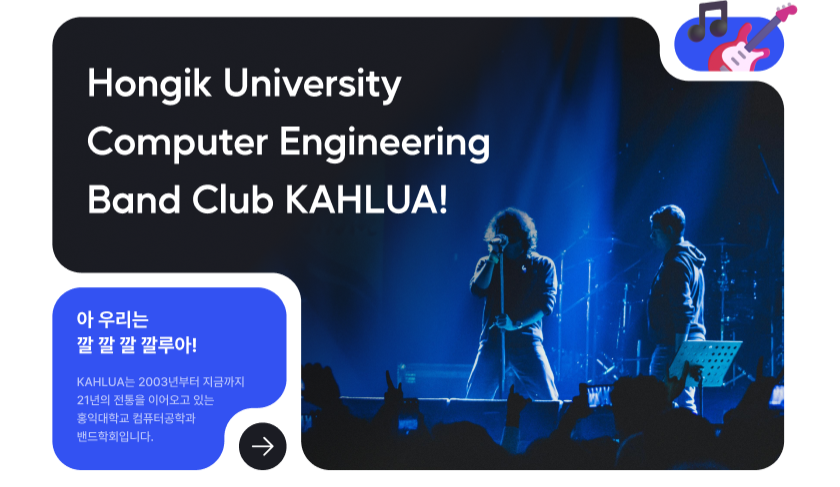 Hongik University
Computer Engineering
Band Club KAHLUA!
아 우리는
깔 깔 깔 깔루아!
KAHLUA는 2003년부터 지금까지
21년의 전통을 이어오고 있는
홍익대학교 컴퓨터공학과
밴드학회입니다.